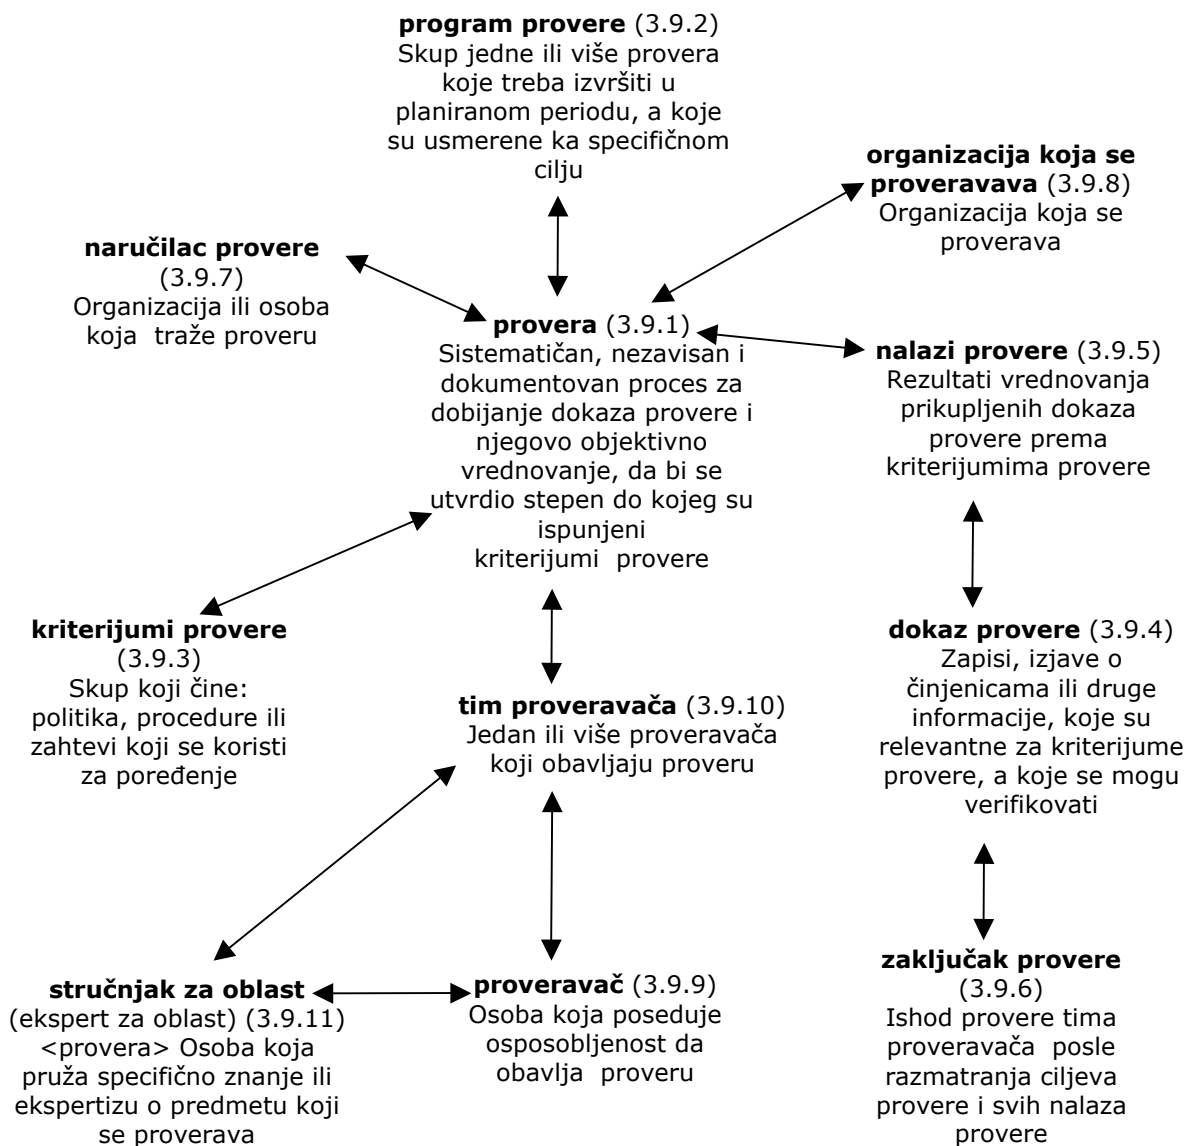 program provere (3.9.2)
Skup jedne ili više provera
koje treba izvršiti u
planiranom periodu, a koje
su usmerene ka specifičnom
cilju
organizacija koja se
proveravava (3.9.8)
Organizacija koja se
proverava
naručilac provere
(3.9.7)
Organizacija ili osoba
koja traže proveru
provera (3.9.1)
Sistematičan, nezavisan i
dokumentovan proces za
dobijanje dokaza provere i
njegovo objektivno
vrednovanje, da bi se
utvrdio stepen do kojeg su
ispunjeni
kriterijumi provere
nalazi provere (3.9.5)
Rezultati vrednovanja
prikupljenih dokaza
provere prema
kriterijumima provere
kriterijumi provere
(3.9.3)
Skup koji čine:
politika, procedure ili
zahtevi koji se koristi
za poređenje
tim proveravača (3.9.10)
Jedan ili više proveravača
koji obavljaju proveru
dokaz provere (3.9.4)
Zapisi, izjave o
činjenicama ili druge
informacije, koje su
relevantne za kriterijume
provere, a koje se mogu
verifikovati
stručnjak za oblast
(ekspert za oblast) (3.9.11)
<provera> Osoba koja
pruža specifično znanje ili
ekspertizu o predmetu koji
se proverava
proveravač (3.9.9)
Osoba koja poseduje
osposobljenost da
obavlja proveru
zaključak provere
(3.9.6)
Ishod provere tima
proveravača posle
razmatranja ciljeva
provere i svih nalaza
provere